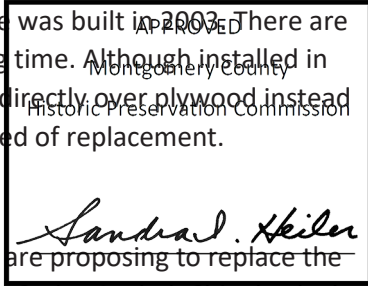 e was built in 2003. There are
APPROVED
g time. Although installed in
Montgomery County
directly over plywood instead
Historic Preservation Commission
ed of replacement.
Sandra I. Heiler
are proposing to replace the